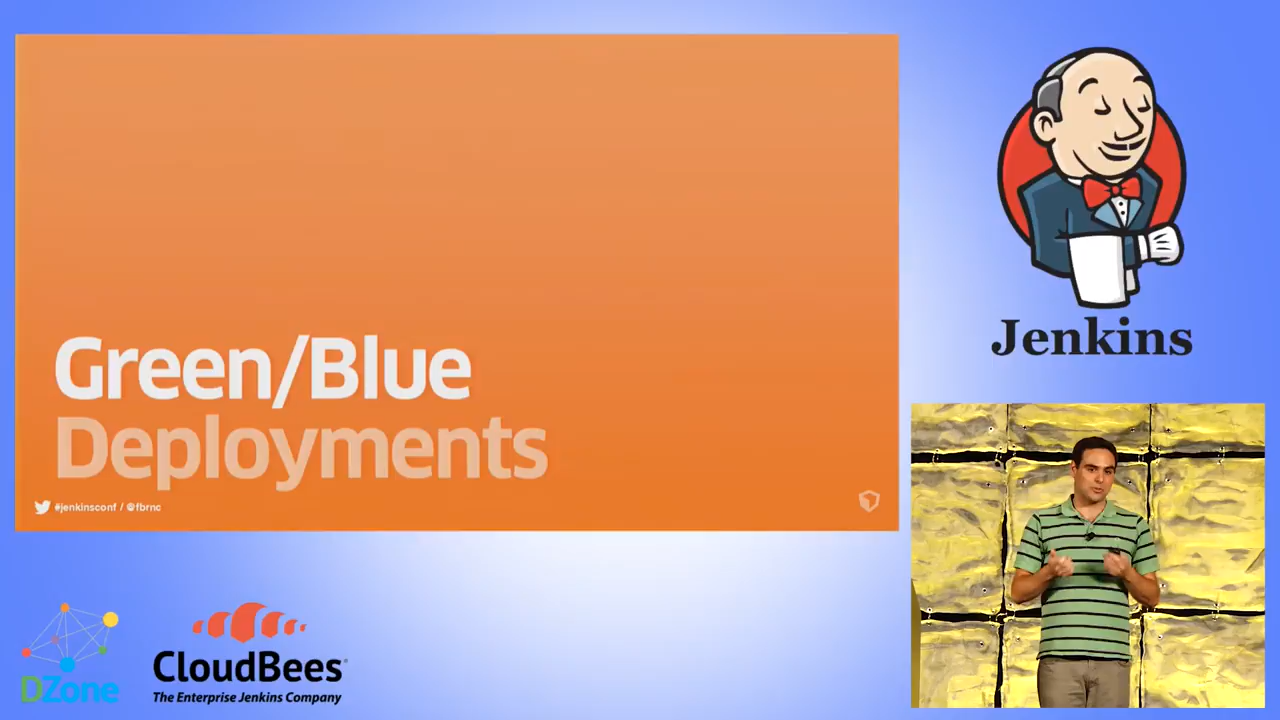 Green/Blue
Deployments
#jenkinsconf / @fbrnc
Jenkins
DZone
CloudBees
The Enterprise Jenkins Company